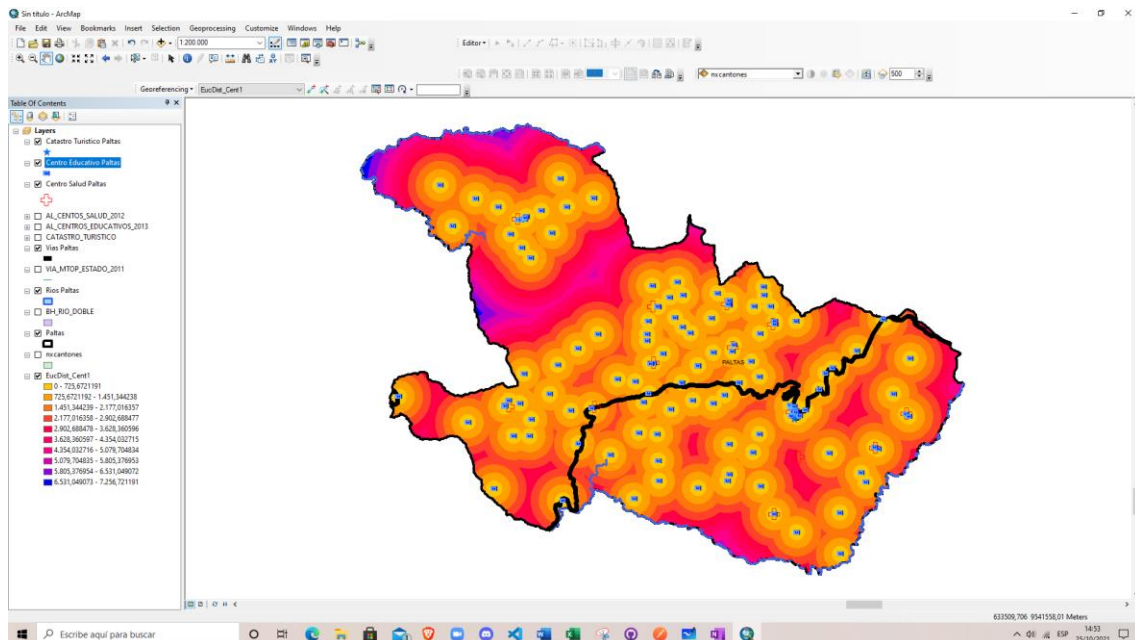 Sin título - ArcMap
File Edit View Bookmarks Insert Selection Geoprocessing Customize Windows Help
1:200.000
Editor
nxcantones
500
Georeferencing EucDist_Cent1
Table Of Contents
Layers
Catastro Turistico Paltas
Centro Educativo Paltas
Centro Salud Paltas
AL_CENTOS_SALUD_2012
AL_CENTROS_EDUCATIVOS_2013
CATASTRO_TURISTICO
Vias Paltas
VIA_MTOP_ESTADO_2011
Rios Paltas
BH_RIO_DOBLE
Paltas
nxcantones
EucDist_Cent1
0 - 725,6721191
725,6721192 - 1.451,344238
1.451,344239 - 2.177,016357
2.177,016358 - 2.902,688477
2.902,688478 - 3.628,360596
3.628,360597 - 4.354,032715
4.354,032716 - 5.079,704834
5.079,704835 - 5.805,376953
5.805,376954 - 6.531,049072
6.531,049073 - 7.256,721191
PALTAS
633509,706 9541558,01 Meters
Escribe aquí para buscar
ESP
14:53
25/10/2021